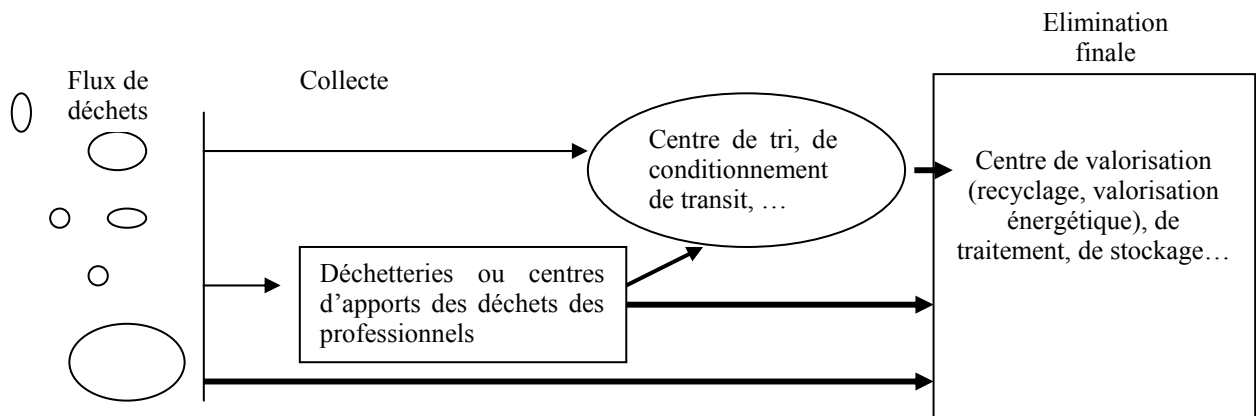 Elimination
finale
Flux de
déchets
Collecte
Centre de tri, de
conditionnement
de transit, …
Centre de valorisation
(recyclage, valorisation
énergétique), de
traitement, de stockage…
Déchetteries ou centres
d’apports des déchets des
professionnels